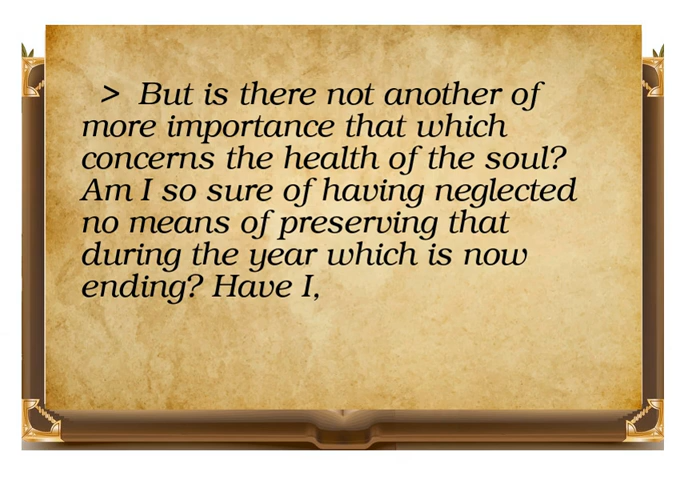 > But is there not another of
more importance that which
concerns the health of the soul?
Am I so sure of having neglected
no means of preserving that
during the year which is now
ending? Have I,